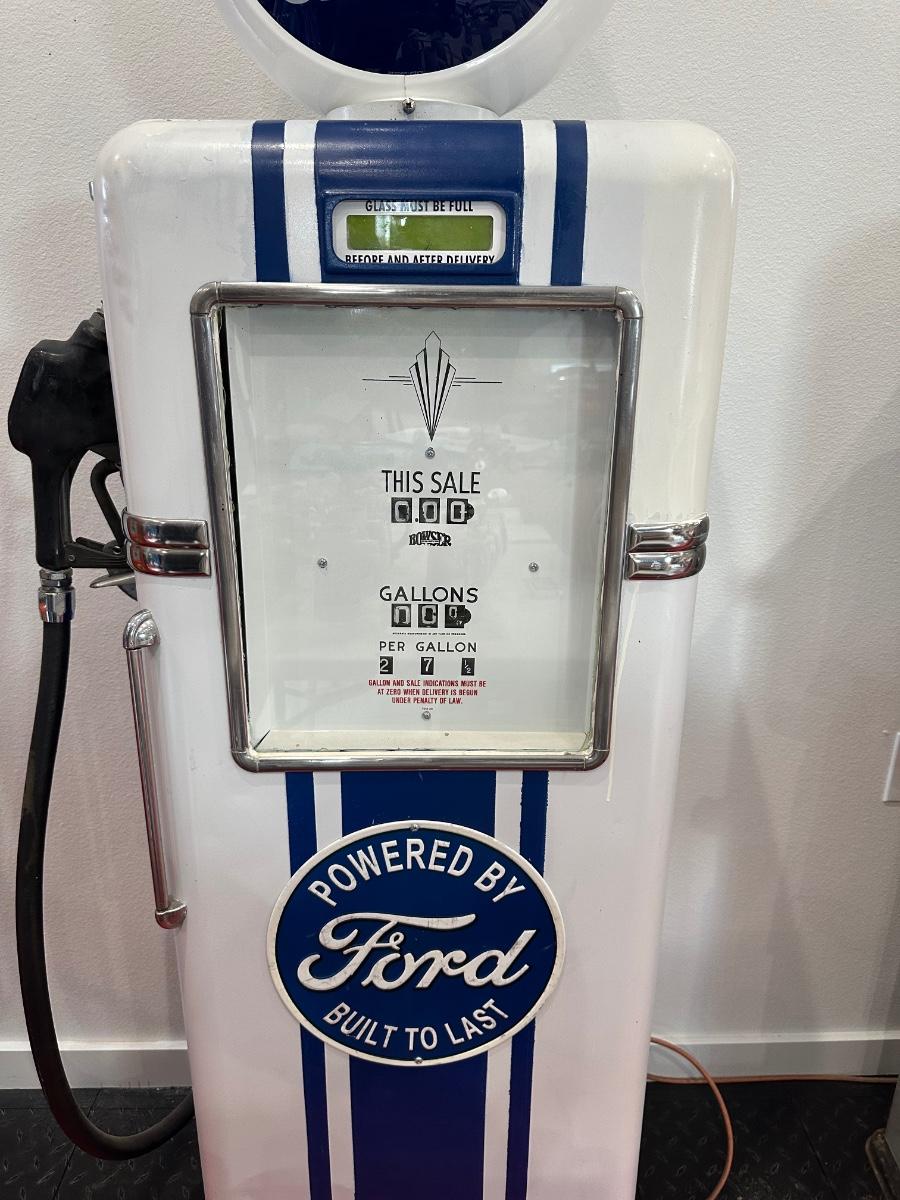 GLASS MUST BE FULL
BEFORE AND AFTER DELIVERY
THIS SALE
0.00
BOWSER
GALLONS
PER GALLON
2 7 ½
GALLON AND SALE INDICATIONS MUST BE
AT ZERO WHEN DELIVERY IS BEGUN
UNDER PENALTY OF LAW.
POWERED BY
Ford
BUILT TO LAST